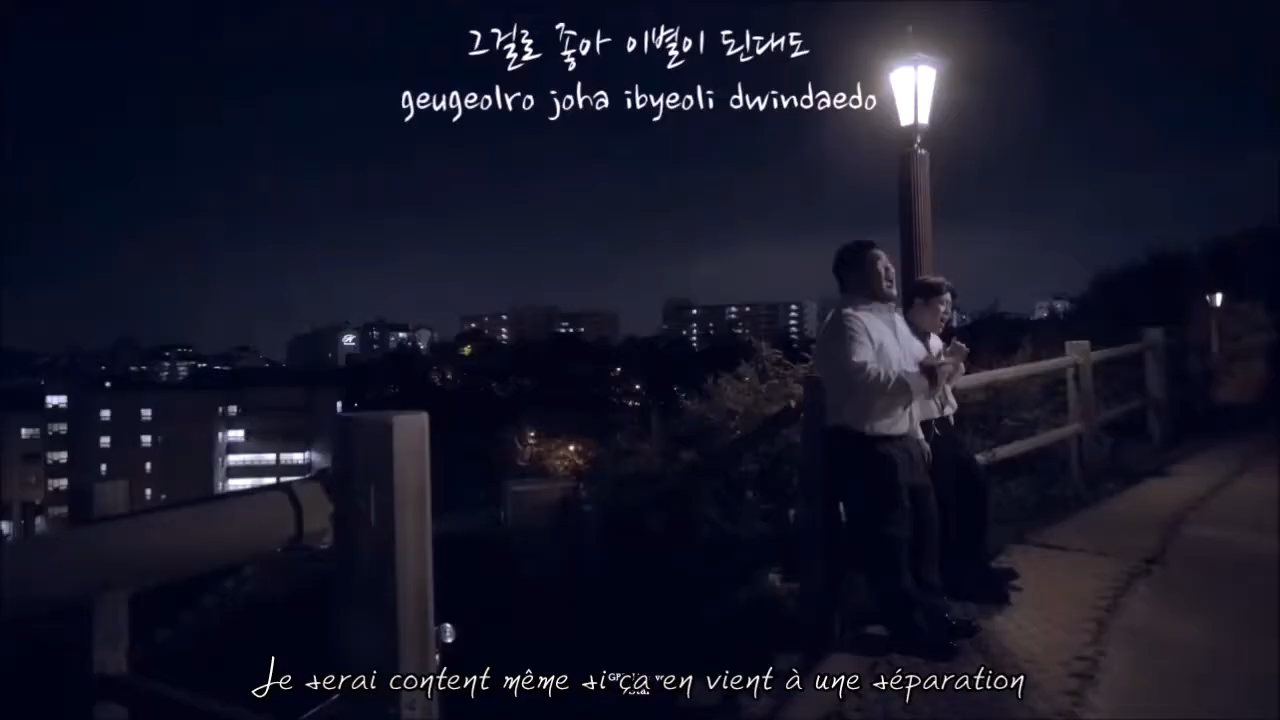 그걸로 좋아 이별이 된대도
geugeolro joha ibyeoli dwindaedo
Je serai content même si ça en vient à une séparation